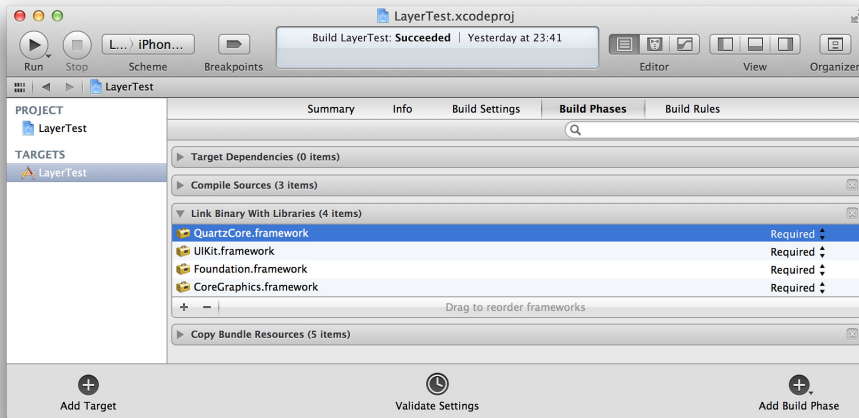 LayerTest.xcodeproj
L... › iPhon...
Build LayerTest: Succeeded | Yesterday at 23:41
Run Stop Scheme Breakpoints Editor View Organizer
LayerTest
PROJECT
LayerTest
TARGETS
LayerTest
Summary Info Build Settings Build Phases Build Rules
Target Dependencies (0 items)
Compile Sources (3 items)
Link Binary With Libraries (4 items)
QuartzCore.framework Required
UIKit.framework Required
Foundation.framework Required
CoreGraphics.framework Required
+ − Drag to reorder frameworks
Copy Bundle Resources (5 items)
Add Target Validate Settings Add Build Phase